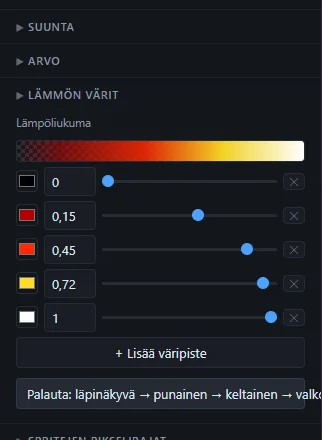 ▶ SUUNTA
▶ ARVO
▶ LÄMMÖN VÄRIT
Lämpöliukuma
0
0,15
0,45
0,72
1
+ Lisää väripiste
Palauta: läpinäkyvä → punainen → keltainen → valko